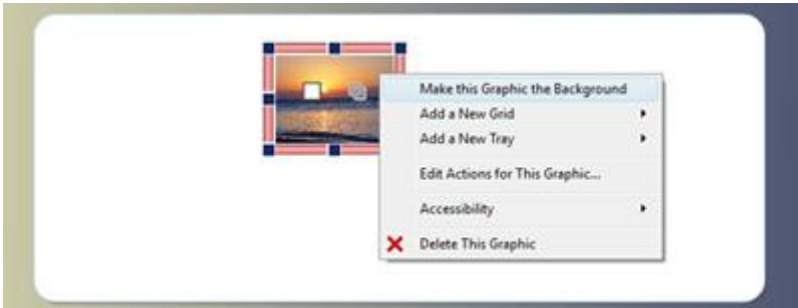 Make this Graphic the Background
Add a New Grid
Add a New Tray
Edit Actions for This Graphic...
Accessibility
Delete This Graphic